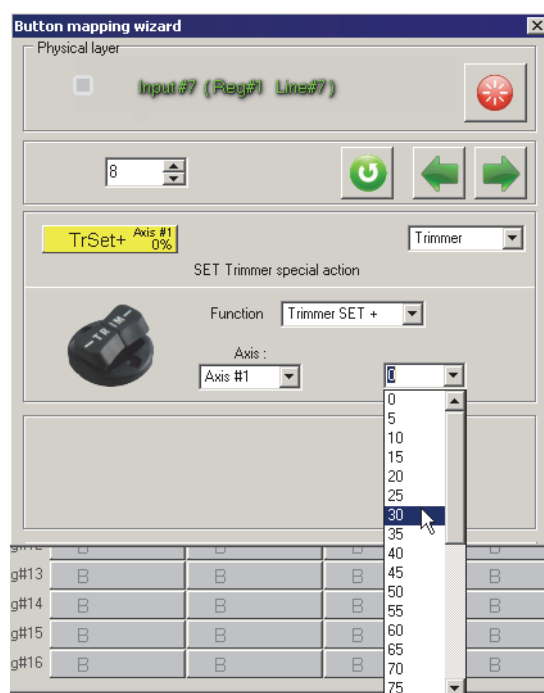 Button mapping wizard
Physical layer
Input#7 (Reg#1 Line#7)
8
TrSet+ Axis #1 0%
Trimmer
SET Trimmer special action
TRIM
Function Trimmer SET +
Axis :
Axis #1
0
0
5
10
15
20
25
30
35
40
45
50
55
60
65
70
75
g#13 B B B B
g#14 B B B B
g#15 B B B B
g#16 B B B B